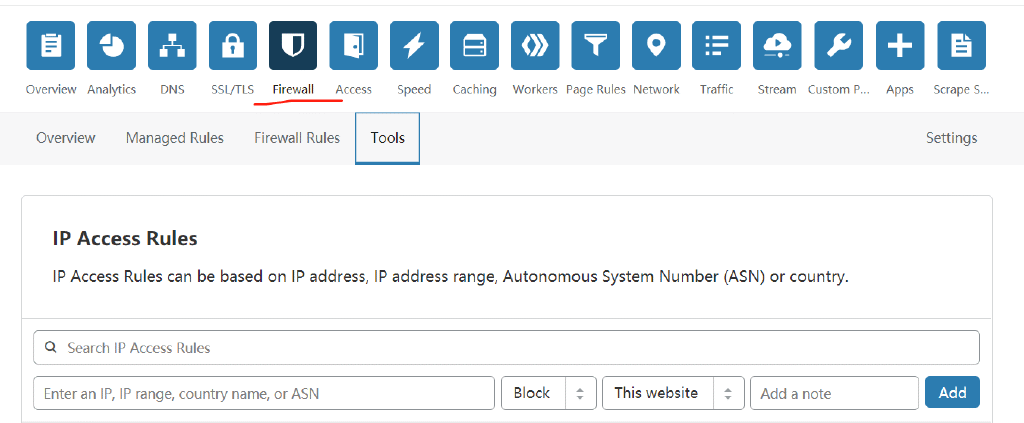 Overview Analytics DNS SSL/TLS Firewall Access Speed Caching Workers Page Rules Network Traffic Stream Custom P... Apps Scrape S...
Overview Managed Rules Firewall Rules Tools Settings
IP Access Rules
IP Access Rules can be based on IP address, IP address range, Autonomous System Number (ASN) or country.
Search IP Access Rules
Enter an IP, IP range, country name, or ASN Block This website Add a note Add